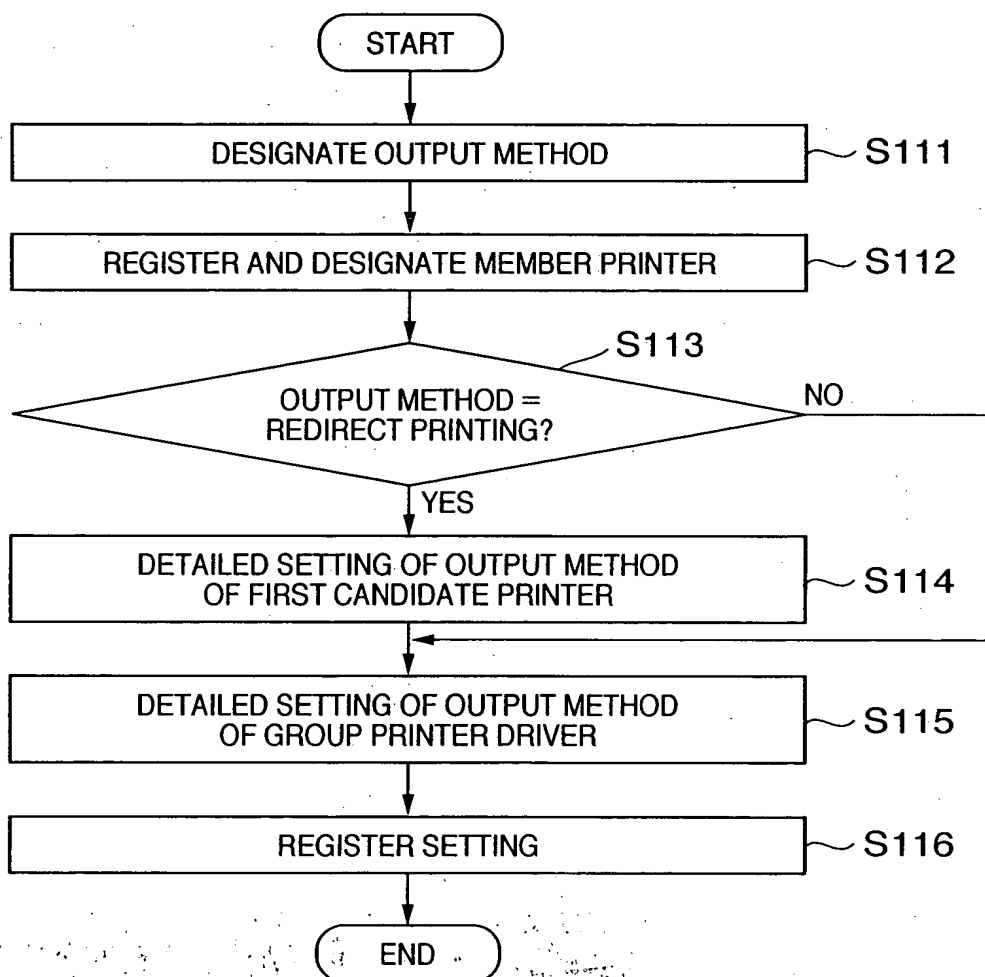 START
DESIGNATE OUTPUT METHOD
S111
REGISTER AND DESIGNATE MEMBER PRINTER
S112
S113
OUTPUT METHOD =
REDIRECT PRINTING?
NO
YES
DETAILED SETTING OF OUTPUT METHOD
OF FIRST CANDIDATE PRINTER
S114
DETAILED SETTING OF OUTPUT METHOD
OF GROUP PRINTER DRIVER
S115
REGISTER SETTING
S116
END